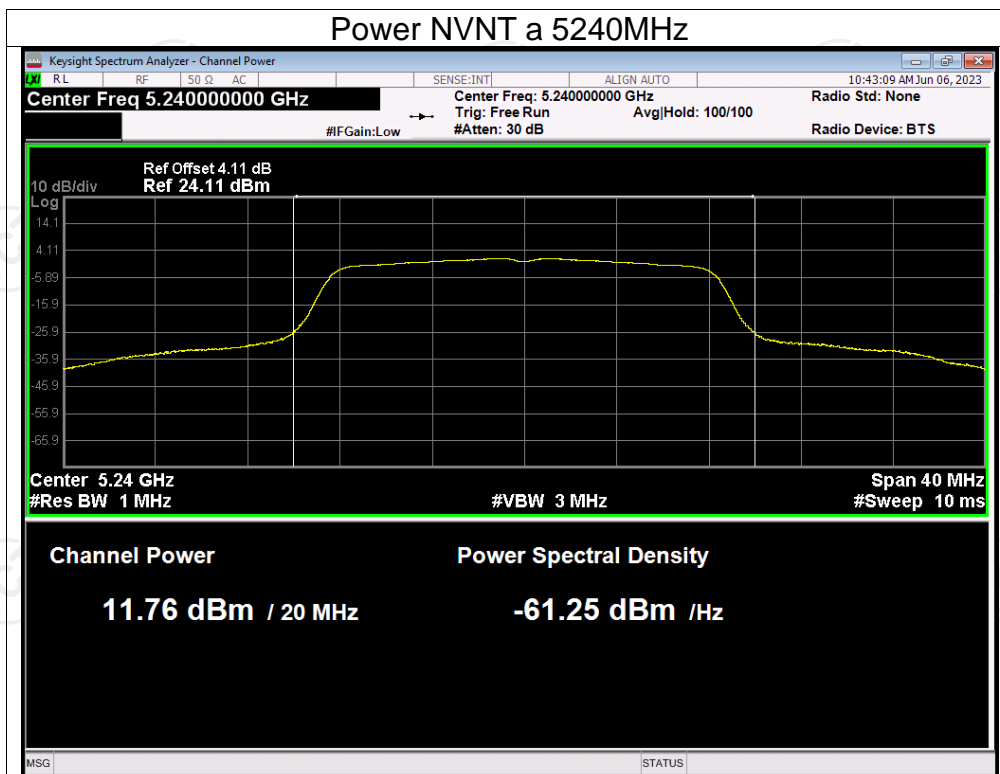 Power NVNT a 5240MHz
Keysight Spectrum Analyzer - Channel Power
LXI RL RF 50 Ω AC SENSE:INT ALIGN AUTO 10:43:09 AM Jun 06, 2023
Center Freq 5.240000000 GHz Center Freq: 5.240000000 GHz Radio Std: None
Trig: Free Run Avg|Hold: 100/100
#IFGain:Low #Atten: 30 dB Radio Device: BTS
Ref Offset 4.11 dB
10 dB/div Ref 24.11 dBm
Log
14.1
4.11
-5.89
-15.9
-25.9
-35.9
-45.9
-55.9
-65.9
Center 5.24 GHz Span 40 MHz
#Res BW 1 MHz #VBW 3 MHz #Sweep 10 ms
Channel Power Power Spectral Density
11.76 dBm / 20 MHz -61.25 dBm /Hz
MSG STATUS